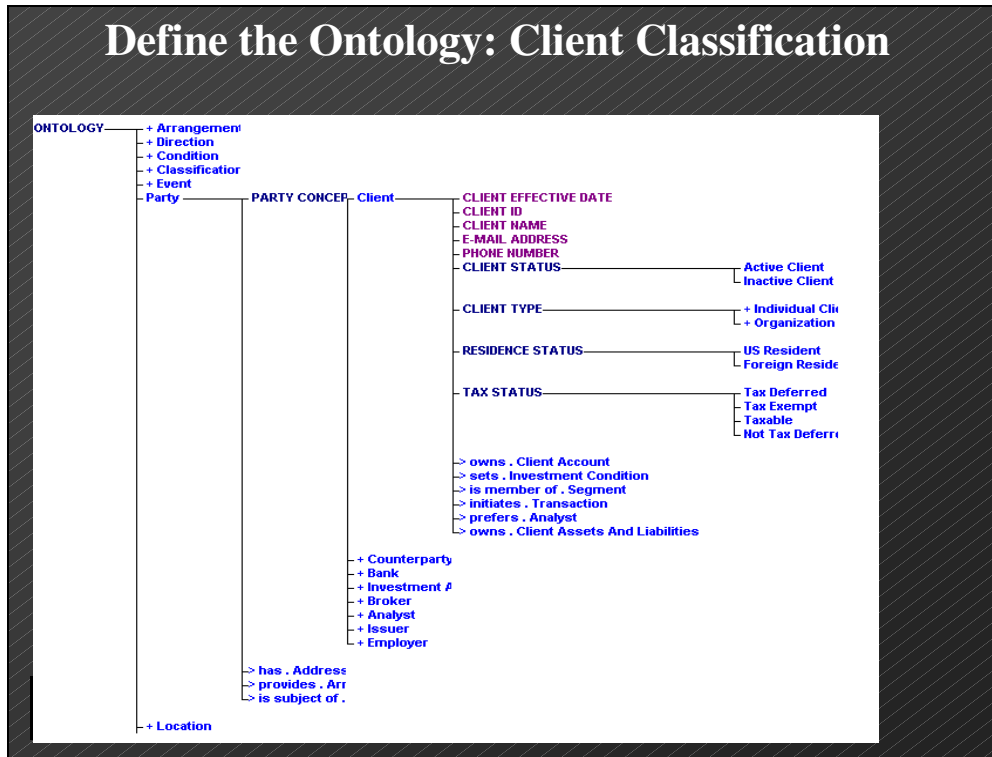 Define the Ontology: Client Classification
ONTOLOGY
+ Arrangement
+ Direction
+ Condition
+ Classification
+ Event
Party
PARTY CONCEP
Client
CLIENT EFFECTIVE DATE
CLIENT ID
CLIENT NAME
E-MAIL ADDRESS
PHONE NUMBER
CLIENT STATUS
Active Client
Inactive Client
CLIENT TYPE
+ Individual Clie
+ Organization
RESIDENCE STATUS
US Resident
Foreign Reside
TAX STATUS
Tax Deferred
Tax Exempt
Taxable
Not Tax Deferre
> owns . Client Account
> sets . Investment Condition
> is member of . Segment
> initiates . Transaction
> prefers . Analyst
> owns . Client Assets And Liabilities
+ Counterparty
+ Bank
+ Investment A
+ Broker
+ Analyst
+ Issuer
+ Employer
> has . Address
> provides . Arr
> is subject of .
+ Location